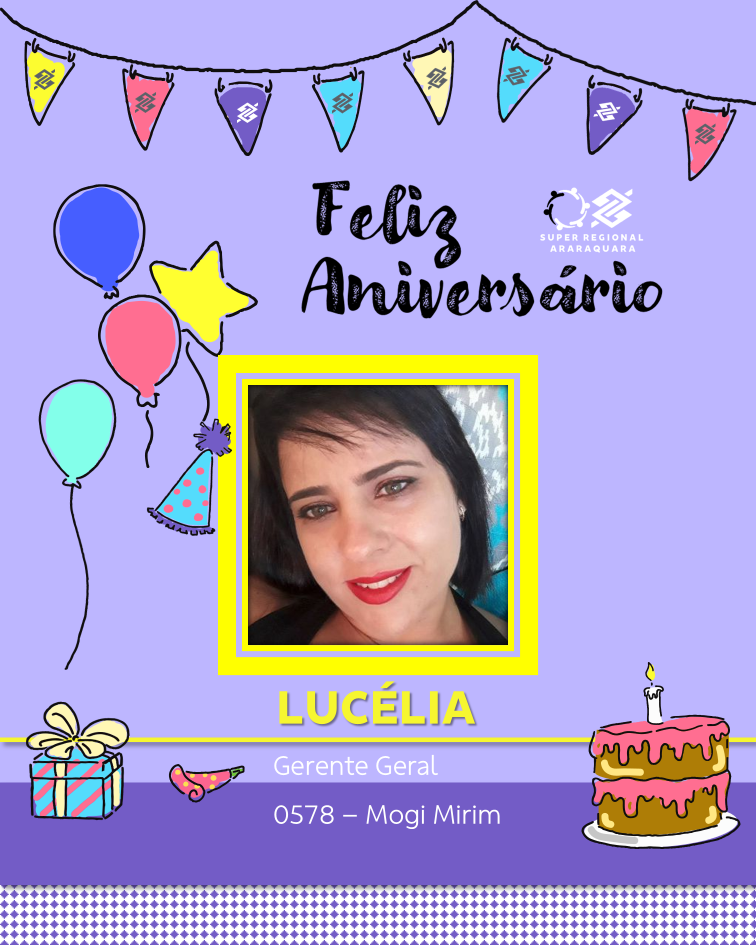 Feliz
Aniversário
SUPER REGIONAL
ARARAQUARA
LUCÉLIA
Gerente Geral
0578 – Mogi Mirim